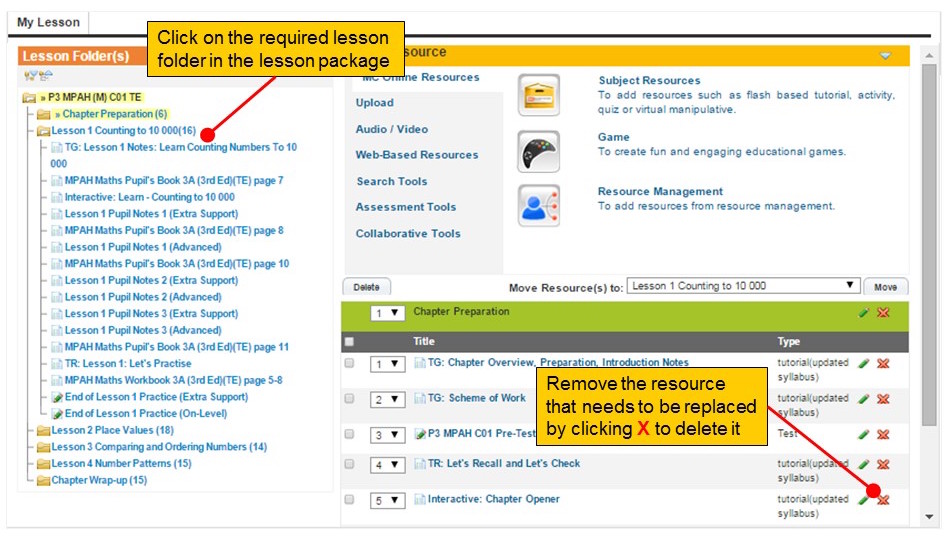 My Lesson
Click on the required lesson
folder in the lesson package
Lesson Folder(s)
» P3 MPAH (M) C01 TE
» Chapter Preparation (6)
Lesson 1 Counting to 10 000(16)
TG: Lesson 1 Notes: Learn Counting Numbers To 10
000
MPAH Maths Pupil's Book 3A (3rd Ed)(TE) page 7
Interactive: Learn - Counting to 10 000
Lesson 1 Pupil Notes 1 (Extra Support)
MPAH Maths Pupil's Book 3A (3rd Ed)(TE) page 8
Lesson 1 Pupil Notes 1 (Advanced)
MPAH Maths Pupil's Book 3A (3rd Ed)(TE) page 10
Lesson 1 Pupil Notes 2 (Extra Support)
Lesson 1 Pupil Notes 2 (Advanced)
Lesson 1 Pupil Notes 3 (Extra Support)
Lesson 1 Pupil Notes 3 (Advanced)
MPAH Maths Pupil's Book 3A (3rd Ed)(TE) page 11
TR: Lesson 1: Let's Practise
MPAH Maths Workbook 3A (3rd Ed)(TE) page 5-8
End of Lesson 1 Practice (Extra Support)
End of Lesson 1 Practice (On-Level)
Lesson 2 Place Values (18)
Lesson 3 Comparing and Ordering Numbers (14)
Lesson 4 Number Patterns (15)
Chapter Wrap-up (15)
source
MC Online Resources
Upload
Audio / Video
Web-Based Resources
Search Tools
Assessment Tools
Collaborative Tools
Subject Resources
To add resources such as flash based tutorial, activity,
quiz or virtual manipulative.
Game
To create fun and engaging educational games.
Resource Management
To add resources from resource management.
Delete
Move Resource(s) to: Lesson 1 Counting to 10 000 Move
1 Chapter Preparation
Title Type
1 TG: Chapter Overview, Preparation, Introduction Notes tutorial(updated
syllabus)
2 TG: Scheme of Work tutorial(updated
syllabus)
3 P3 MPAH C01 Pre-Test Test
4 TR: Let's Recall and Let's Check tutorial(updated
syllabus)
5 Interactive: Chapter Opener tutorial(updated
syllabus)
Remove the resource
that needs to be replaced
by clicking X to delete it